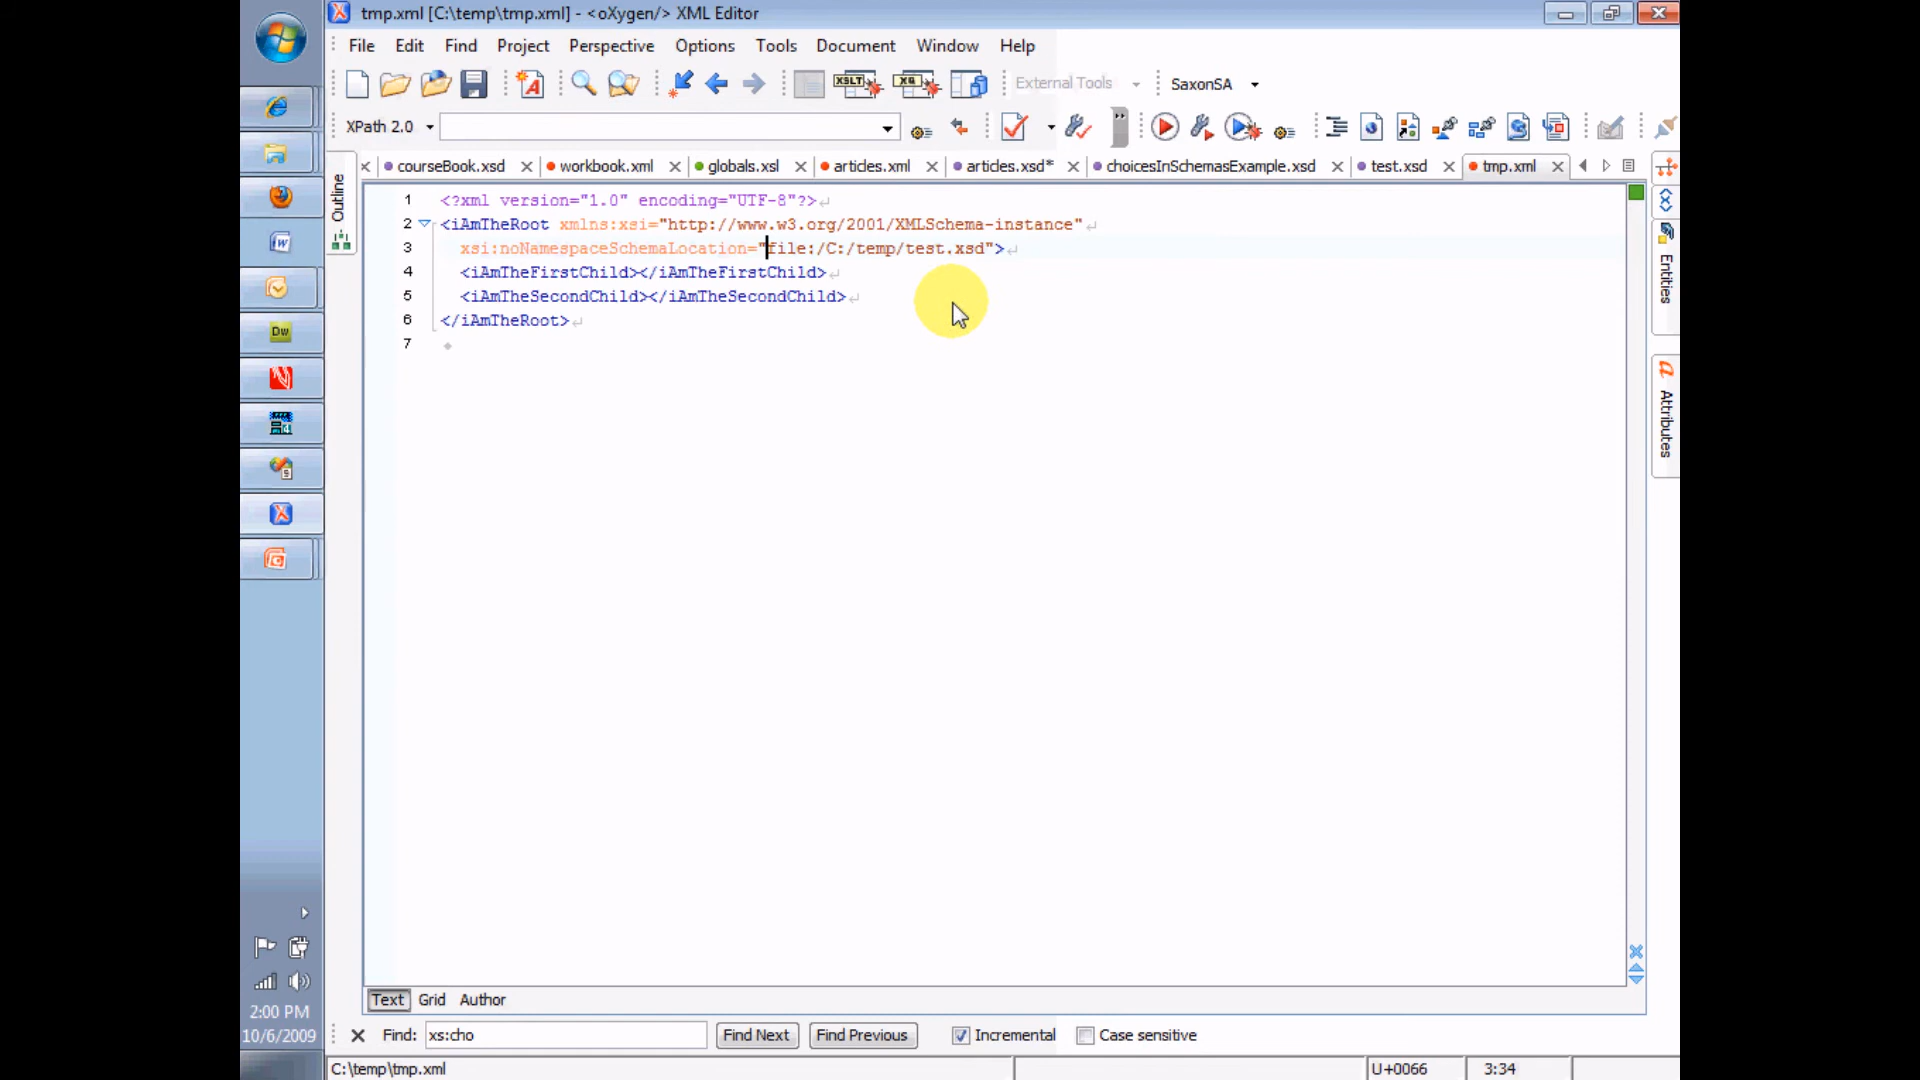 tmp.xml [C:\temp\tmp.xml] - <oXygen/> XML Editor
File Edit Find Project Perspective Options Tools Document Window Help
XSLT XQ External Tools SaxonSA
XPath 2.0
courseBook.xsd workbook.xml globals.xsl articles.xml articles.xsd* choicesInSchemasExample.xsd test.xsd tmp.xml
Outline
1 <?xml version="1.0" encoding="UTF-8"?>
2 <iAmTheRoot xmlns:xsi="http://www.w3.org/2001/XMLSchema-instance"
3 xsi:noNamespaceSchemaLocation="file:/C:/temp/test.xsd">
4 <iAmTheFirstChild></iAmTheFirstChild>
5 <iAmTheSecondChild></iAmTheSecondChild>
6 </iAmTheRoot>
7
Entities
Attributes
Dw
Text Grid Author
2:00 PM
10/6/2009
Find: xs:cho Find Next Find Previous Incremental Case sensitive
C:\temp\tmp.xml U+0066 3:34